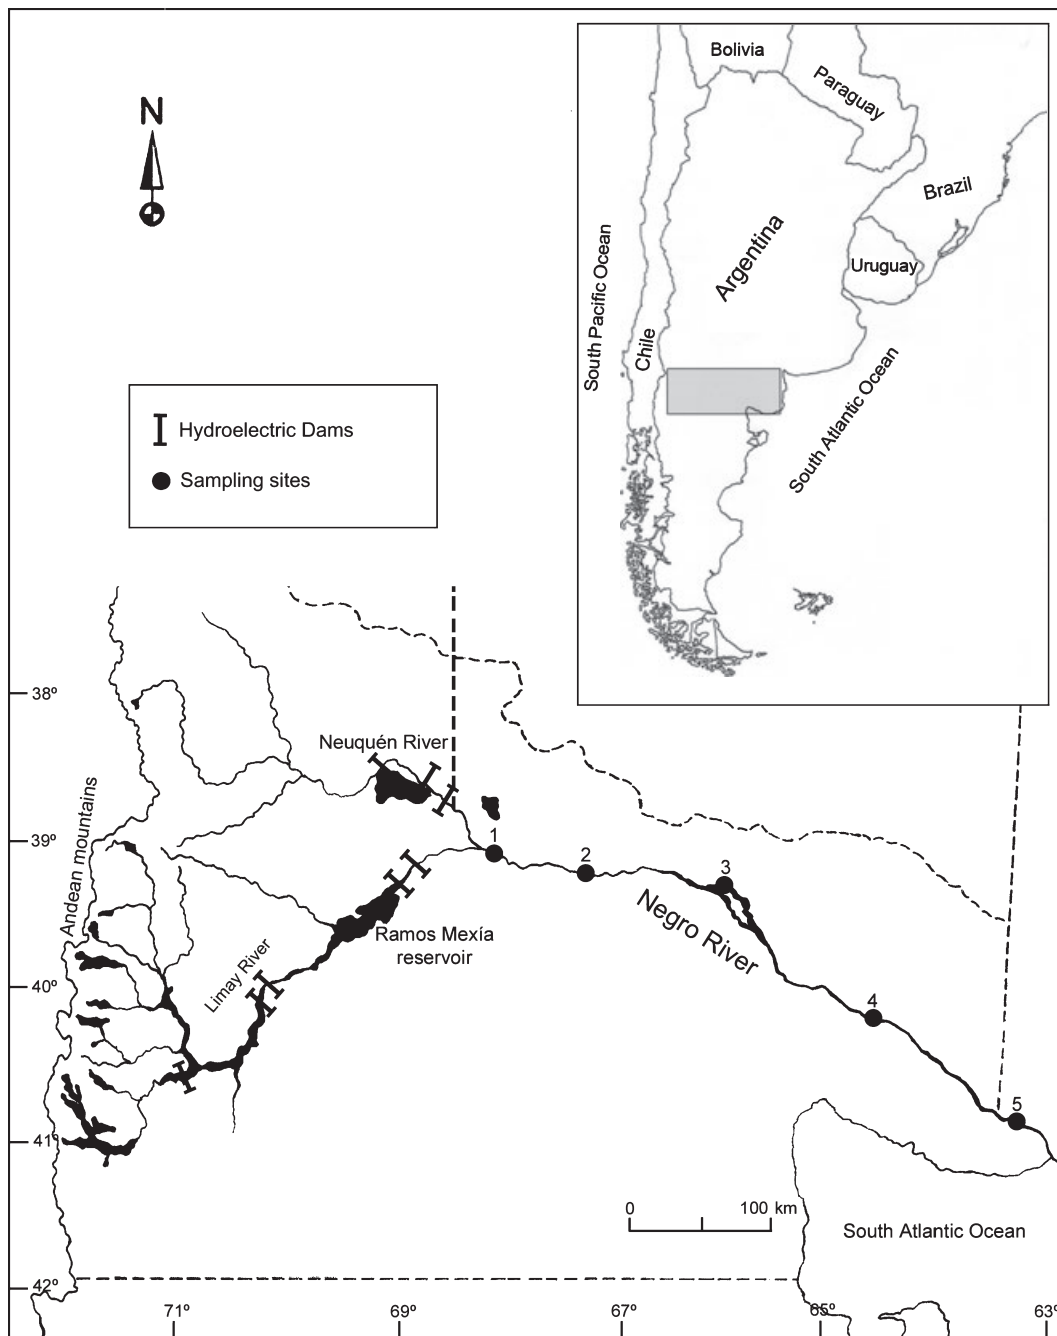 N
Hydroelectric Dams
Sampling sites
Bolivia
Paraguay
Brazil
Argentina
Uruguay
South Pacific Ocean
Chile
South Atlantic Ocean
38º
Neuquén River
39º
Andean mountains
1
2
3
Negro River
Ramos Mexía
reservoir
Limay River
40º
4
5
41º
0 100 km
South Atlantic Ocean
42º
71º 69º 67º 65º 63º